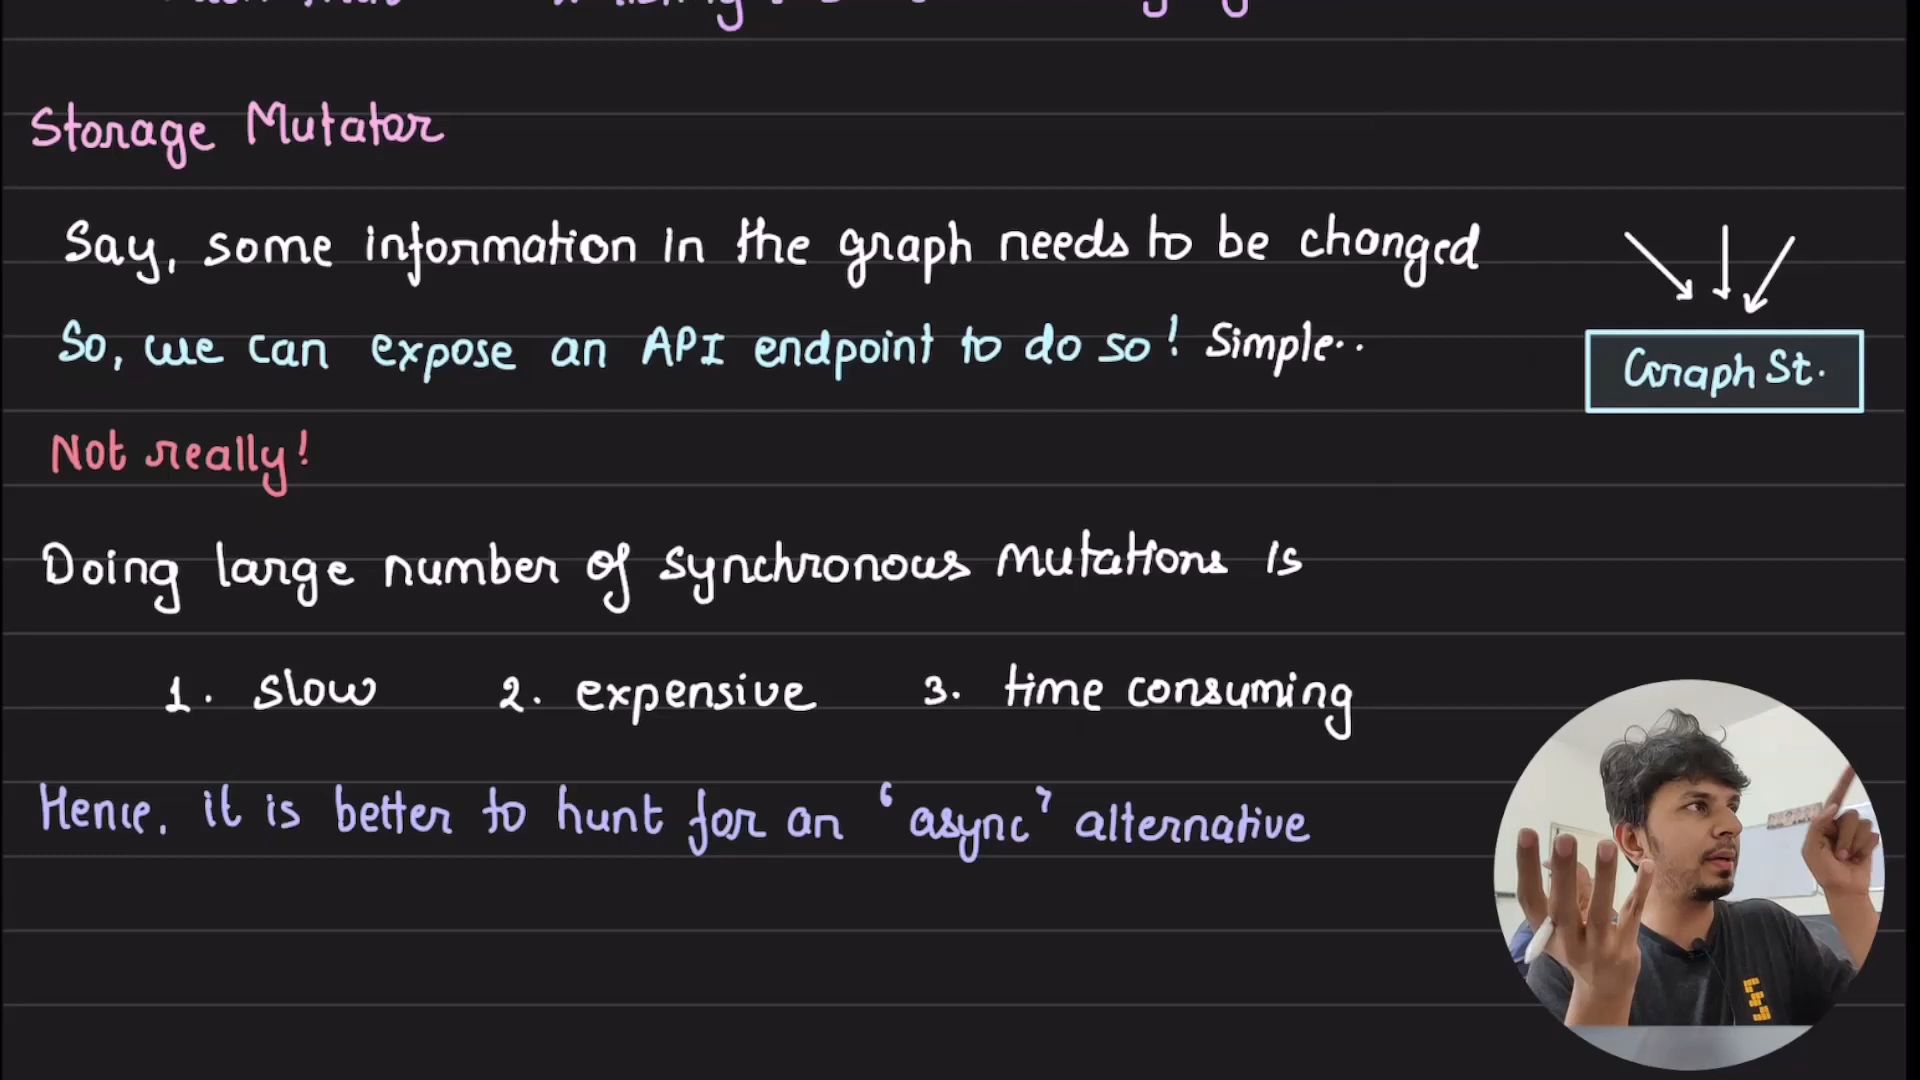 Storage Mutator
Say, some information in the graph needs to be changed
So, we can expose an API endpoint to do so! Simple..
Graph St.
Not really!
Doing large number of synchronous mutations is
1. slow 2. expensive 3. time consuming
Hence, it is better to hunt for an 'async' alternative